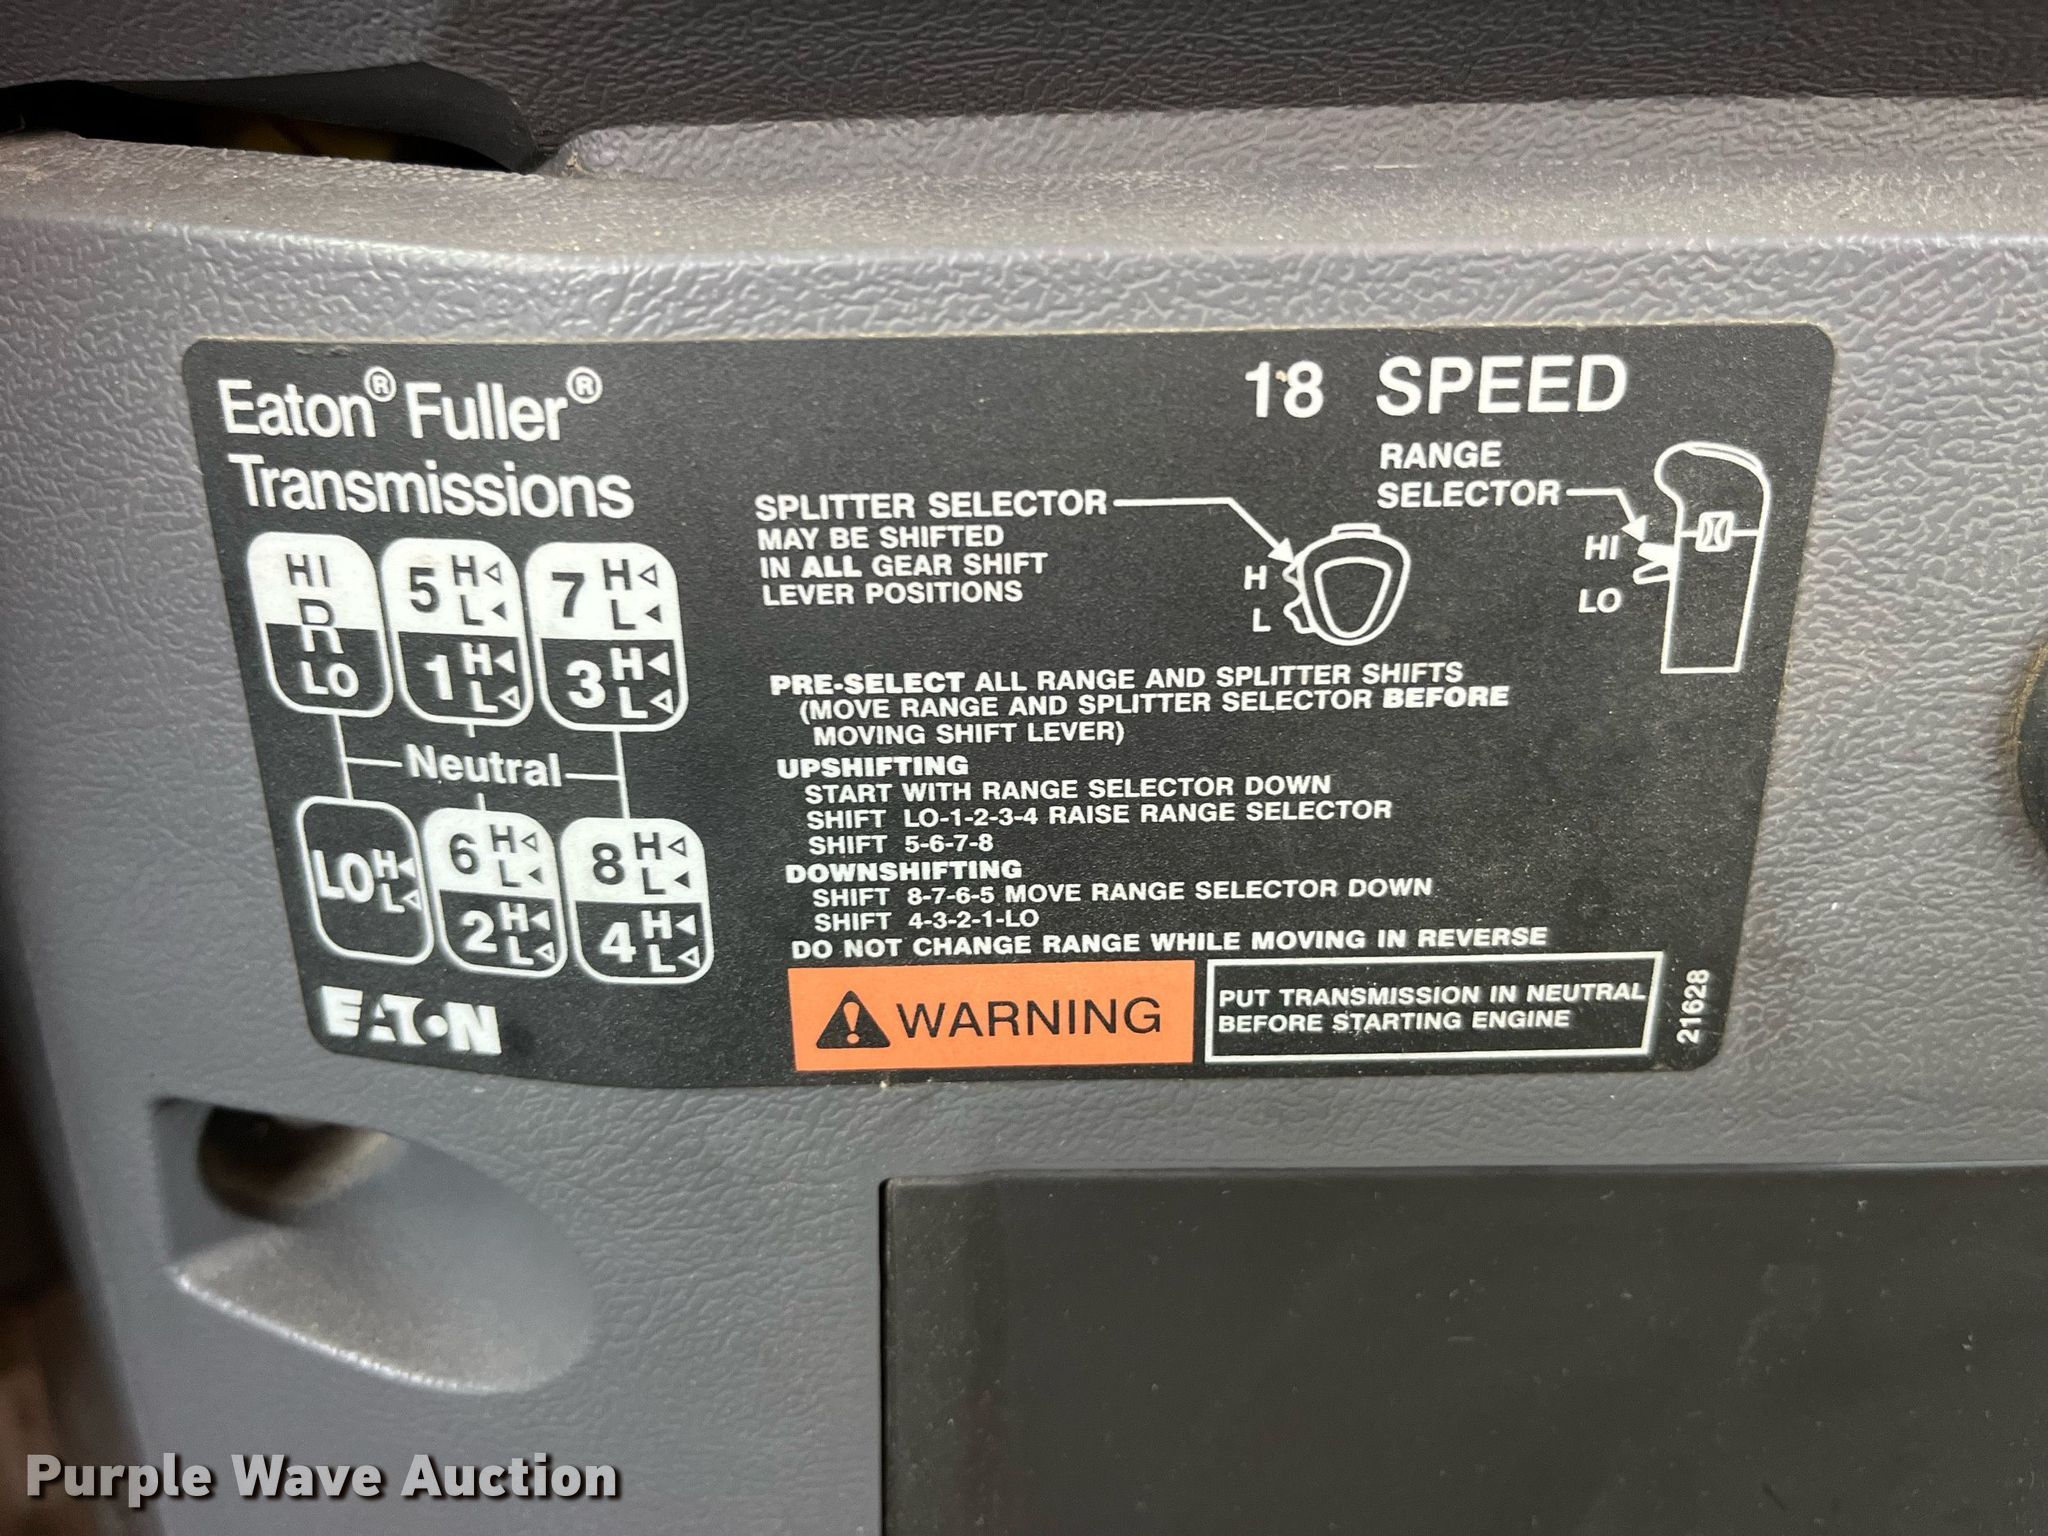 Eaton® Fuller®
Transmissions
18 SPEED
RANGE
SELECTOR
HI
LO
SPLITTER SELECTOR
MAY BE SHIFTED
IN ALL GEAR SHIFT
LEVER POSITIONS
H
L
HI
R
LO
5 H L
1 H L
7 H L
3 H L
Neutral
LO H L
6 H L
2 H L
8 H L
4 H L
EATON
PRE-SELECT ALL RANGE AND SPLITTER SHIFTS
(MOVE RANGE AND SPLITTER SELECTOR BEFORE
MOVING SHIFT LEVER)
UPSHIFTING
START WITH RANGE SELECTOR DOWN
SHIFT LO-1-2-3-4 RAISE RANGE SELECTOR
SHIFT 5-6-7-8
DOWNSHIFTING
SHIFT 8-7-6-5 MOVE RANGE SELECTOR DOWN
SHIFT 4-3-2-1-LO
DO NOT CHANGE RANGE WHILE MOVING IN REVERSE
WARNING
PUT TRANSMISSION IN NEUTRAL
BEFORE STARTING ENGINE
21628
Purple Wave Auction